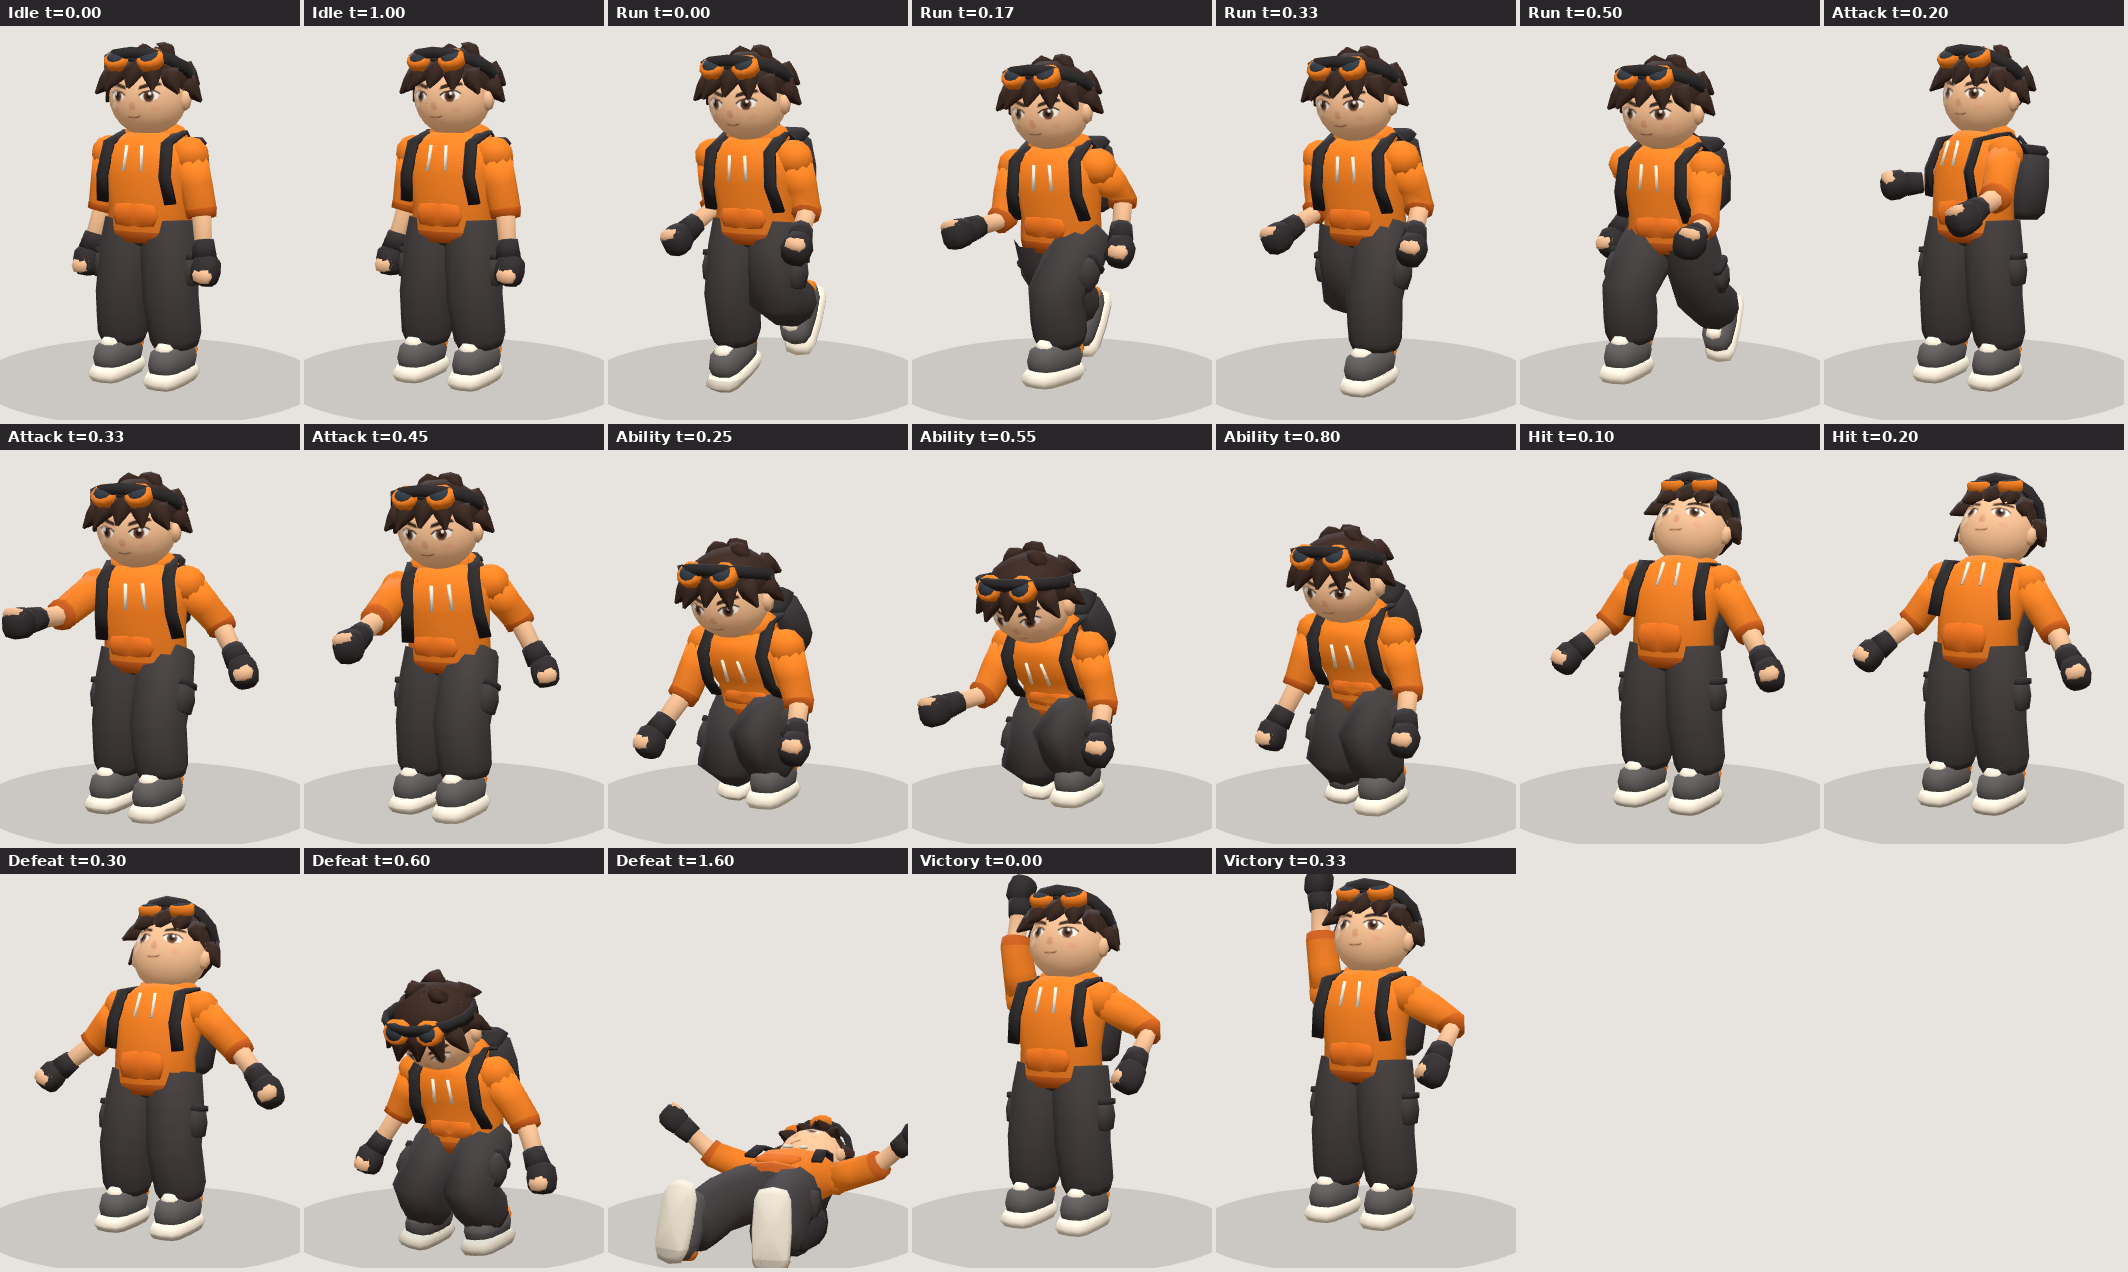 Idle t=0.00
Idle t=1.00
Run t=0.00
Run t=0.17
Run t=0.33
Run t=0.50
Attack t=0.20
Attack t=0.33
Attack t=0.45
Ability t=0.25
Ability t=0.55
Ability t=0.80
Hit t=0.10
Hit t=0.20
Defeat t=0.30
Defeat t=0.60
Defeat t=1.60
Victory t=0.00
Victory t=0.33